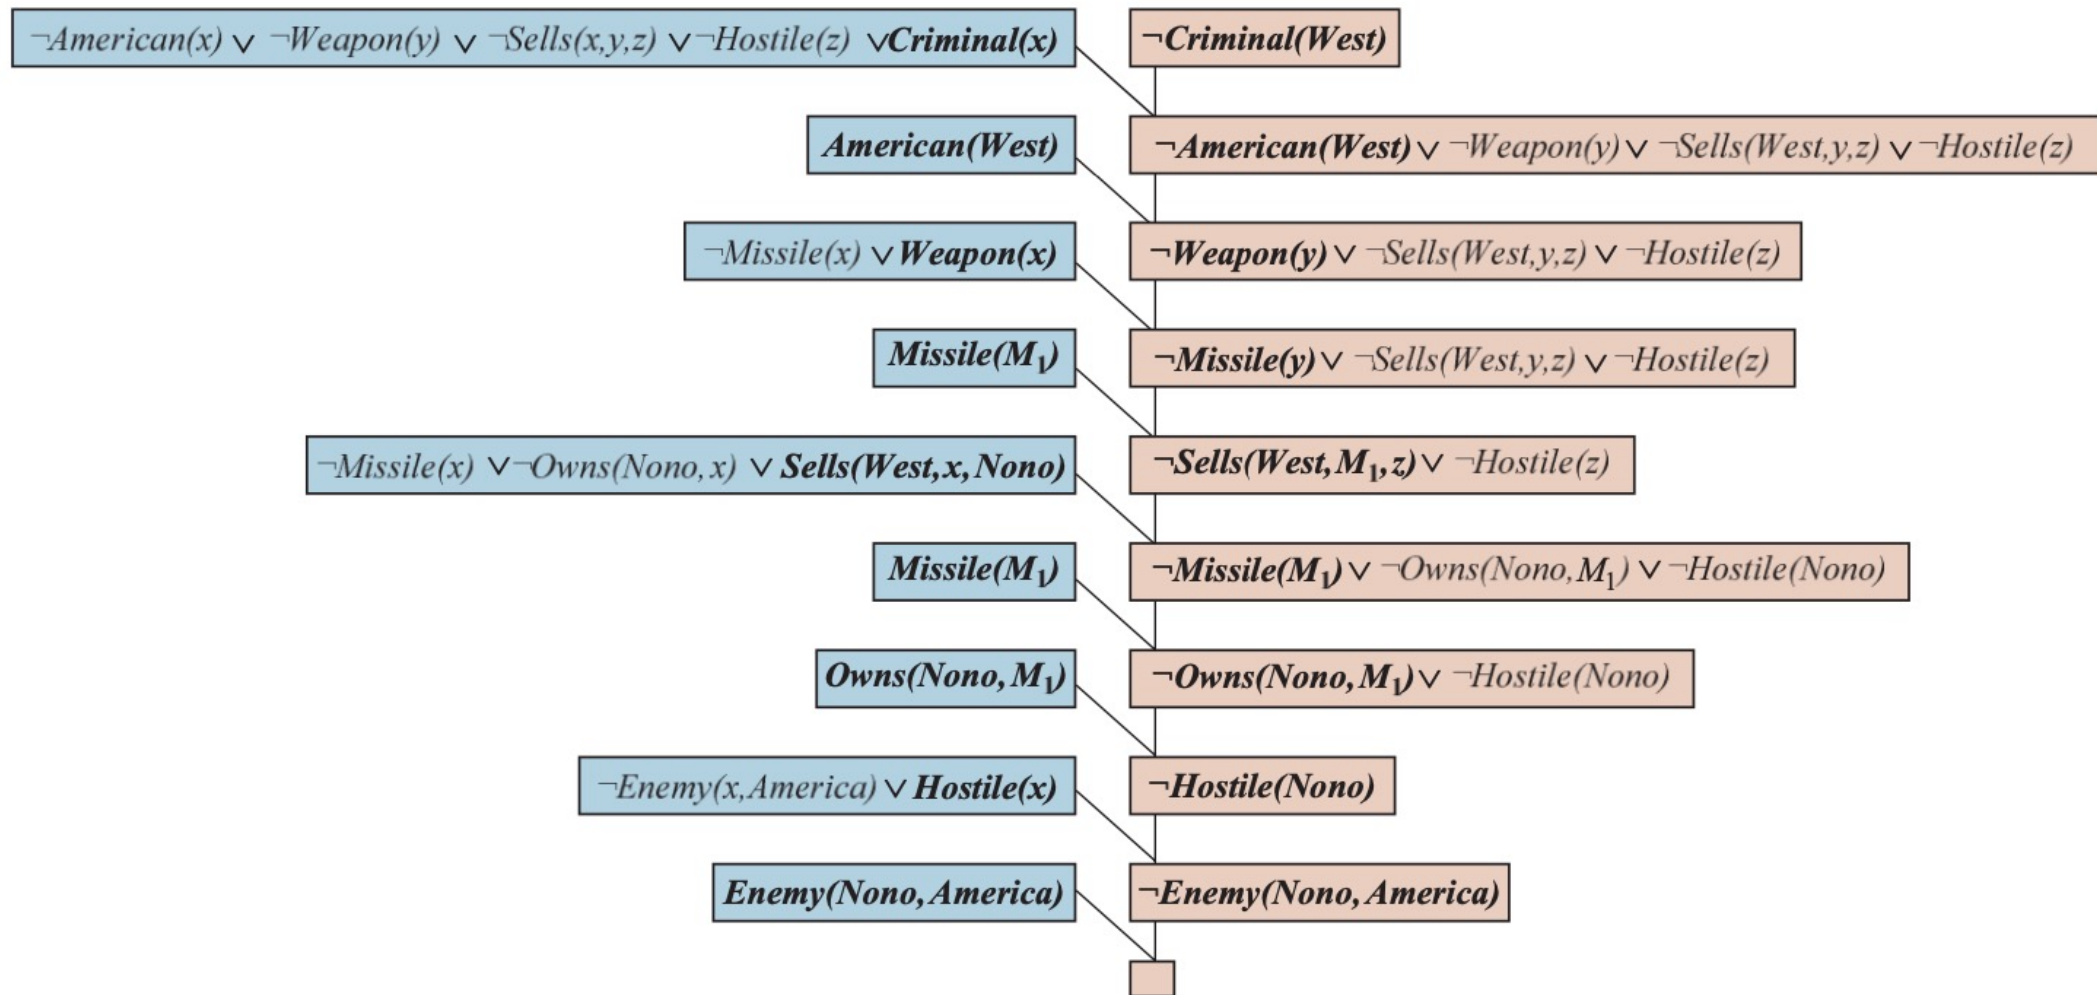 ¬American(x) ∨ ¬Weapon(y) ∨ ¬Sells(x,y,z) ∨ ¬Hostile(z) ∨ Criminal(x)
¬Criminal(West)
American(West)
¬American(West) ∨ ¬Weapon(y) ∨ ¬Sells(West,y,z) ∨ ¬Hostile(z)
¬Missile(x) ∨ Weapon(x)
¬Weapon(y) ∨ ¬Sells(West,y,z) ∨ ¬Hostile(z)
Missile(M₁)
¬Missile(y) ∨ ¬Sells(West,y,z) ∨ ¬Hostile(z)
¬Missile(x) ∨ ¬Owns(Nono,x) ∨ Sells(West,x,Nono)
¬Sells(West,M₁,z) ∨ ¬Hostile(z)
Missile(M₁)
¬Missile(M₁) ∨ ¬Owns(Nono,M₁) ∨ ¬Hostile(Nono)
Owns(Nono,M₁)
¬Owns(Nono,M₁) ∨ ¬Hostile(Nono)
¬Enemy(x,America) ∨ Hostile(x)
¬Hostile(Nono)
Enemy(Nono,America)
¬Enemy(Nono,America)